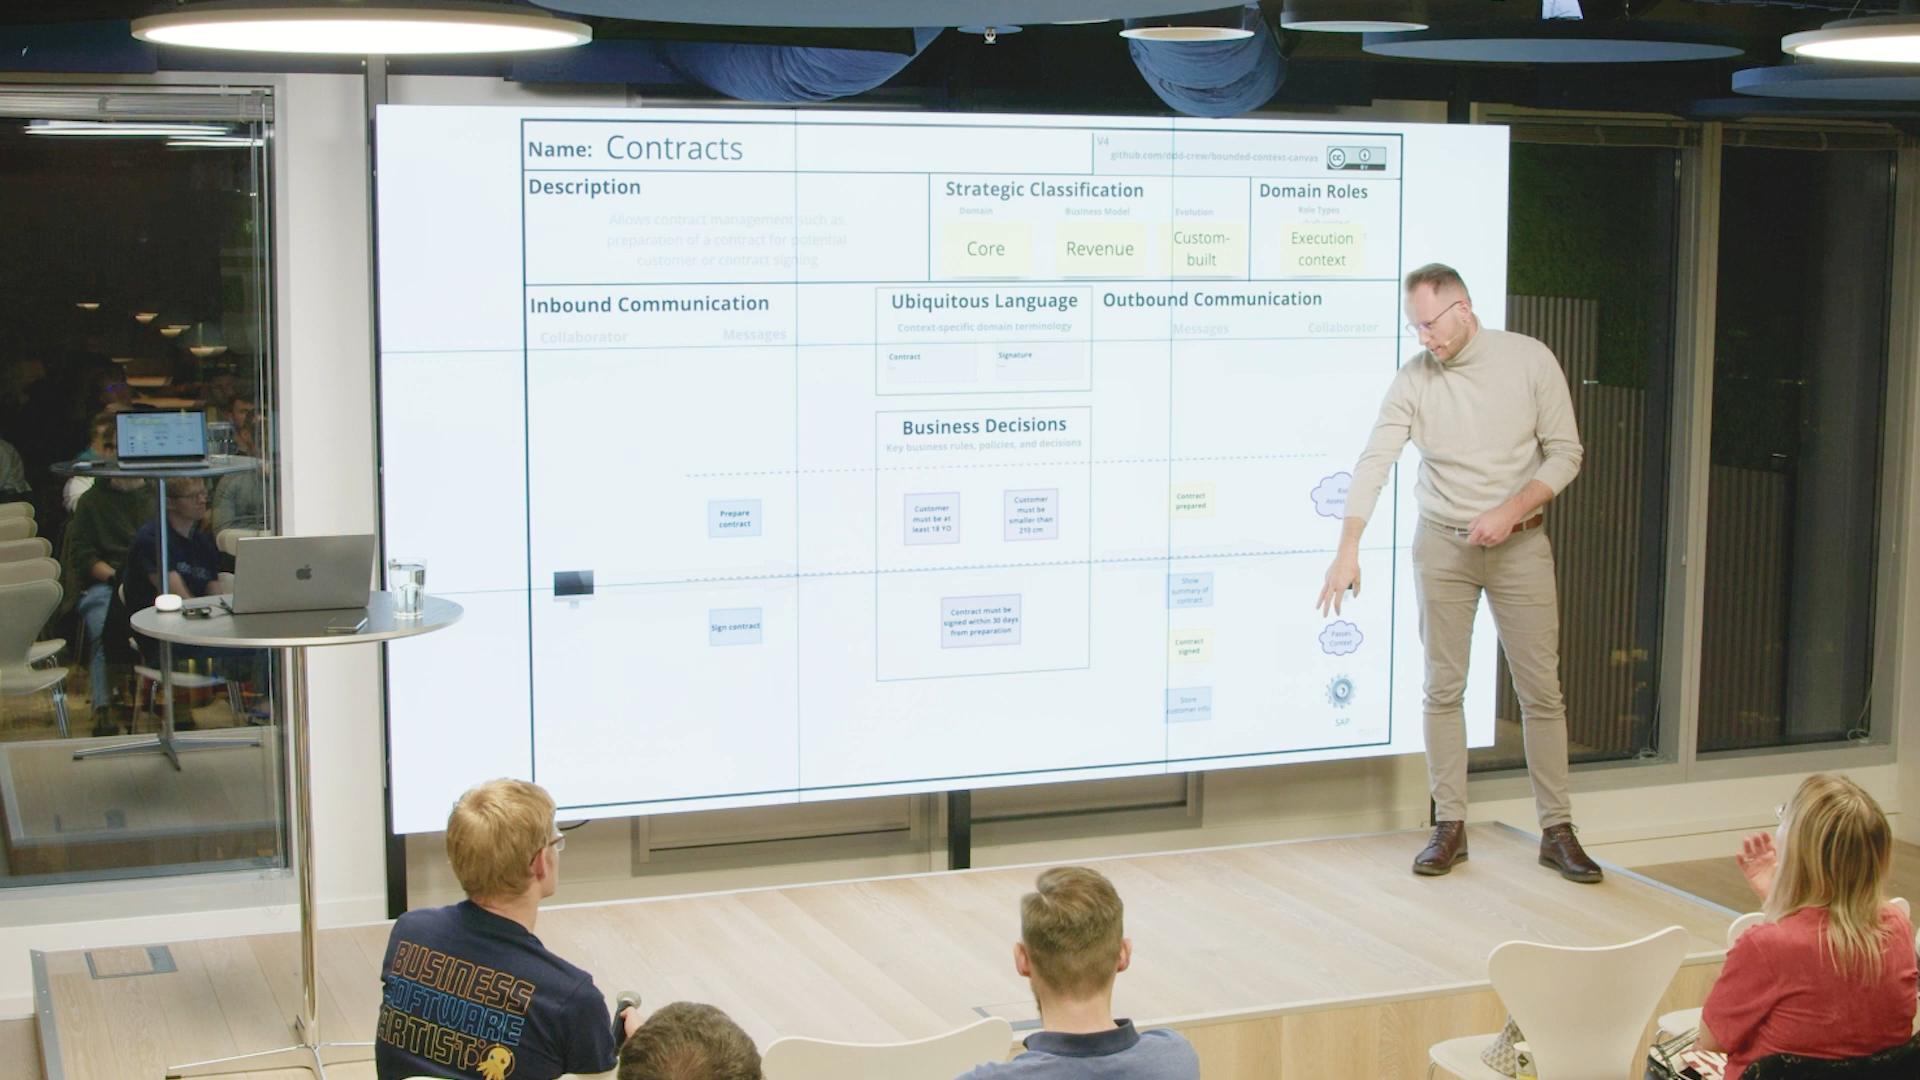 Name: Contracts
V4
github.com/ddd-crew/bounded-context-canvas
Description
Allows contract management such as
preparation of a contract for potential
customer or contract signing
Strategic Classification
Domain
Business Model
Evolution
Core
Revenue
Custom-
built
Domain Roles
Role Types
Execution
context
Inbound Communication
Collaborator
Messages
Ubiquitous Language
Context-specific domain terminology
Contract
Signature
Outbound Communication
Messages
Collaborator
Business Decisions
Key business rules, policies, and decisions
Prepare
contract
Customer
must be at
least 18 YO
Customer
must be
smaller than
210 cm
Contract
prepared
Sign contract
Contract must be
signed within 30 days
from preparation
Show
summary of
contract
Contract
signed
Passes
Context
Store
customer info
SAP
BUSINESS
SOFTWARE
ARTIST